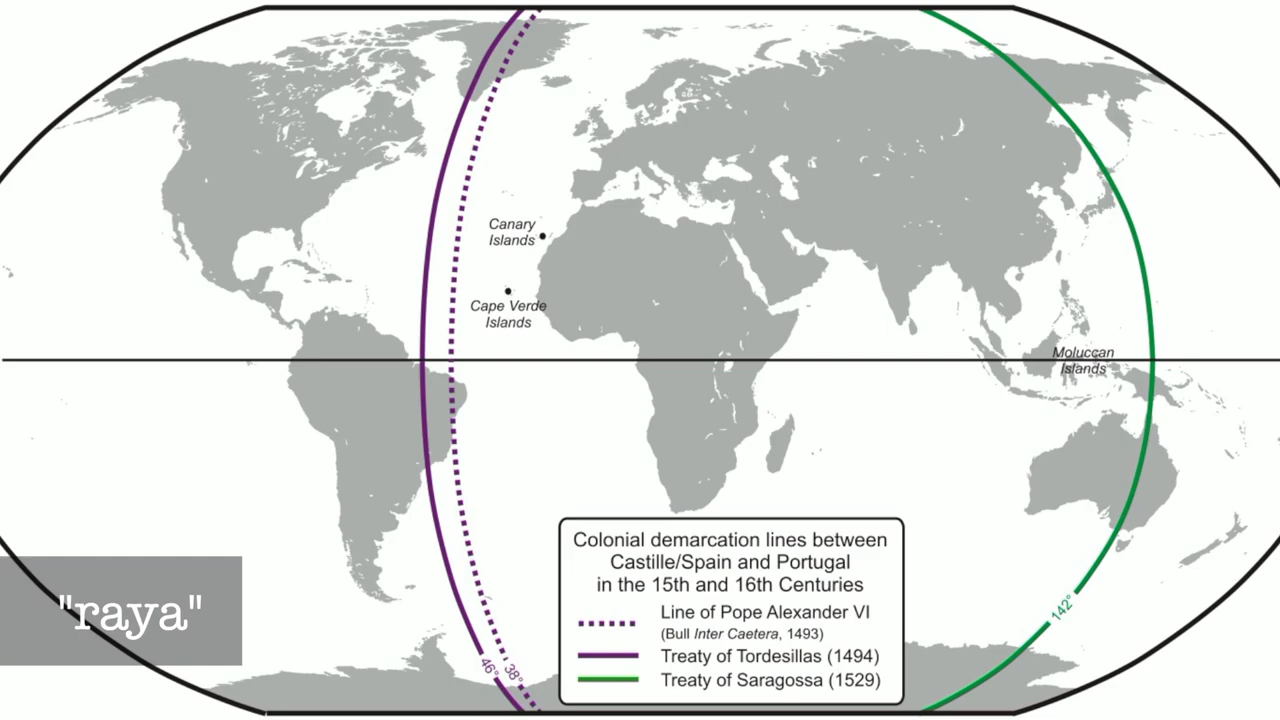 Canary
Islands
Cape Verde
Islands
Moluccan
Islands
Colonial demarcation lines between
Castille/Spain and Portugal
in the 15th and 16th Centuries
Line of Pope Alexander VI
(Bull Inter Caetera, 1493)
Treaty of Tordesillas (1494)
Treaty of Saragossa (1529)
142°
"raya"
46°
38°